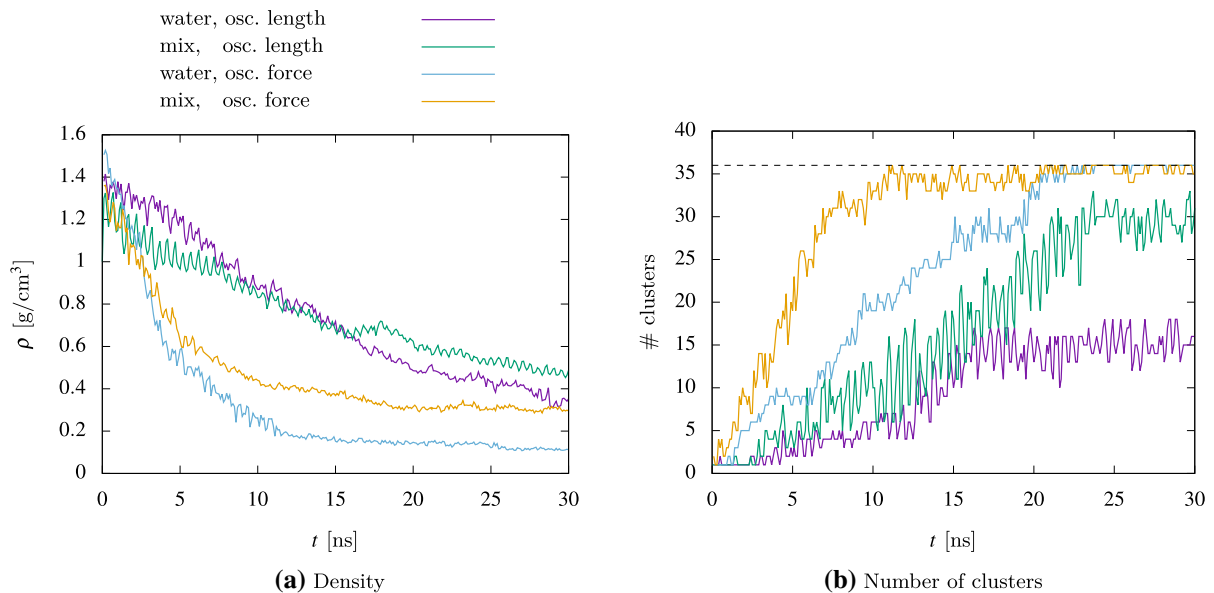 water, osc. length
mix, osc. length
water, osc. force
mix, osc. force
1.6
1.4
1.2
1
0.8
0.6
0.4
0.2
0
ρ [g/cm³]
0 5 10 15 20 25 30
t [ns]
(a) Density
40
35
30
25
20
15
10
5
0
# clusters
0 5 10 15 20 25 30
t [ns]
(b) Number of clusters